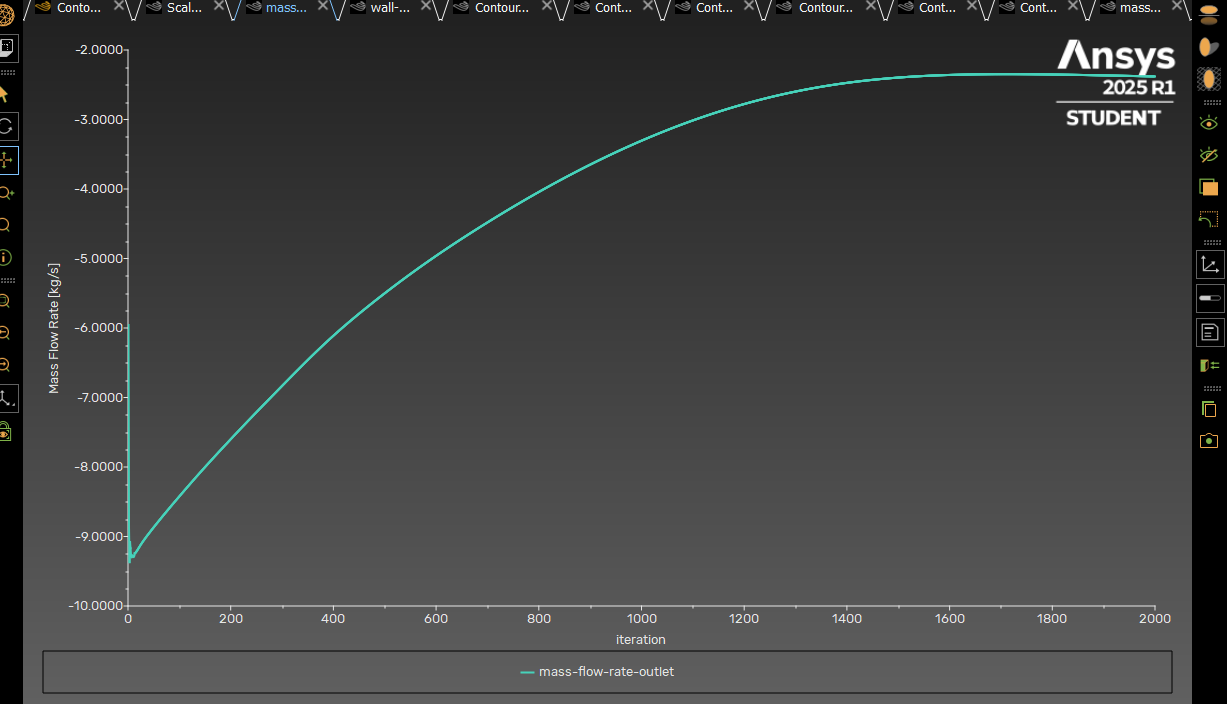 Conto...
Scal...
mass...
wall-...
Contour...
Cont...
Cont...
Contour...
Cont...
Cont...
mass...
Ansys
2025 R1
STUDENT
-2.0000
-3.0000
-4.0000
-5.0000
-6.0000
-7.0000
-8.0000
-9.0000
-10.0000
Mass Flow Rate [kg/s]
0 200 400 600 800 1000 1200 1400 1600 1800 2000
iteration
mass-flow-rate-outlet